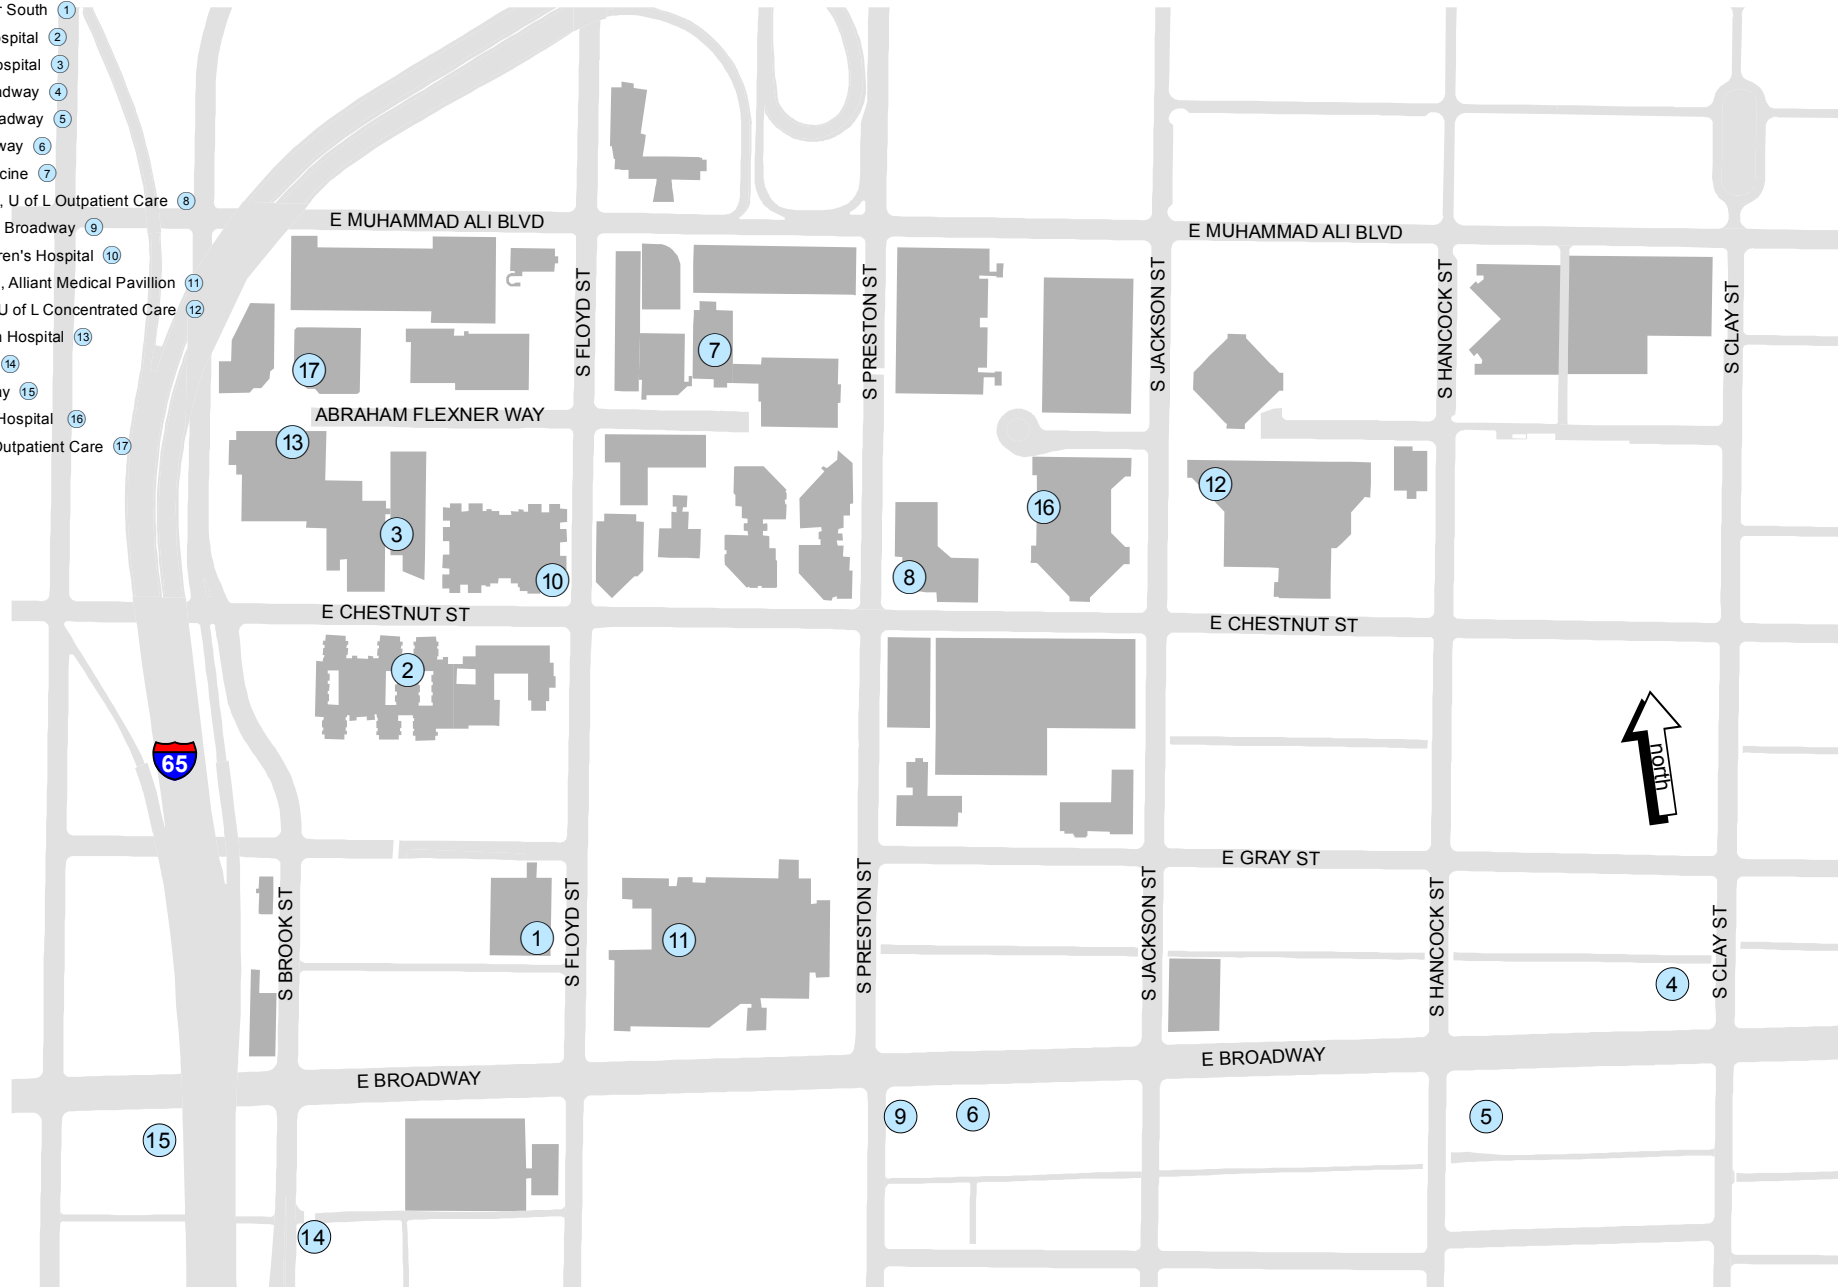 r South 1
spital 2
ospital 3
adway 4
oadway 5
way 6
cine 7
, U of L Outpatient Care 8
Broadway 9
ren's Hospital 10
, Alliant Medical Pavillion 11
U of L Concentrated Care 12
n Hospital 13
14
ay 15
Hospital 16
Outpatient Care 17
E MUHAMMAD ALI BLVD
E MUHAMMAD ALI BLVD
S FLOYD ST
S PRESTON ST
S JACKSON ST
S HANCOCK ST
S CLAY ST
7
17
ABRAHAM FLEXNER WAY
13
12
16
3
10
8
E CHESTNUT ST
E CHESTNUT ST
2
65
north
E GRAY ST
S BROOK ST
S FLOYD ST
S PRESTON ST
S JACKSON ST
S HANCOCK ST
S CLAY ST
1
11
4
E BROADWAY
E BROADWAY
15
9
6
5
14